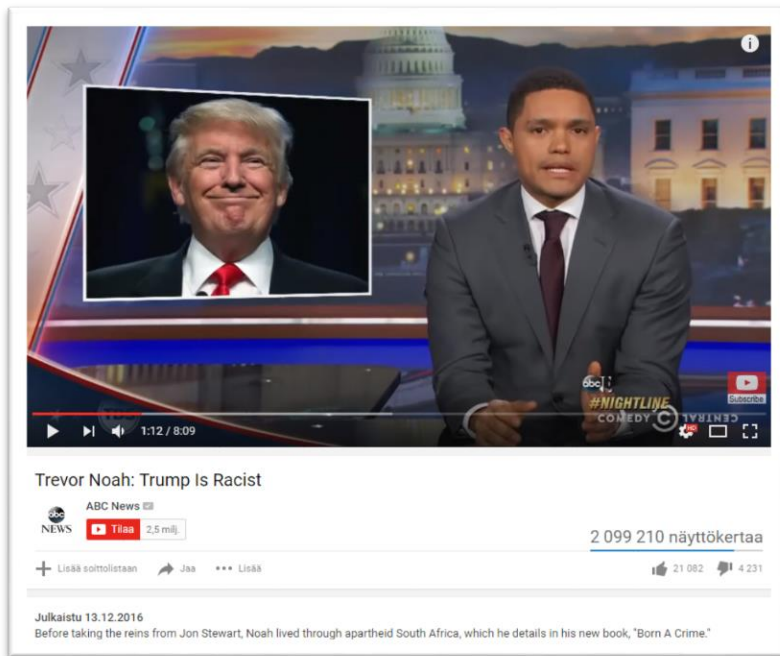 abc
#NIGHTLINE
Subscribe
COMEDY CENTRAL
1:12 / 8:09
HD
Trevor Noah: Trump Is Racist
abc
NEWS
ABC News
Tilaa 2,5 milj.
2 099 210 näyttökertaa
Lisää soittolistaan Jaa Lisää
21 082 4 231
Julkaistu 13.12.2016
Before taking the reins from Jon Stewart, Noah lived through apartheid South Africa, which he details in his new book, "Born A Crime."